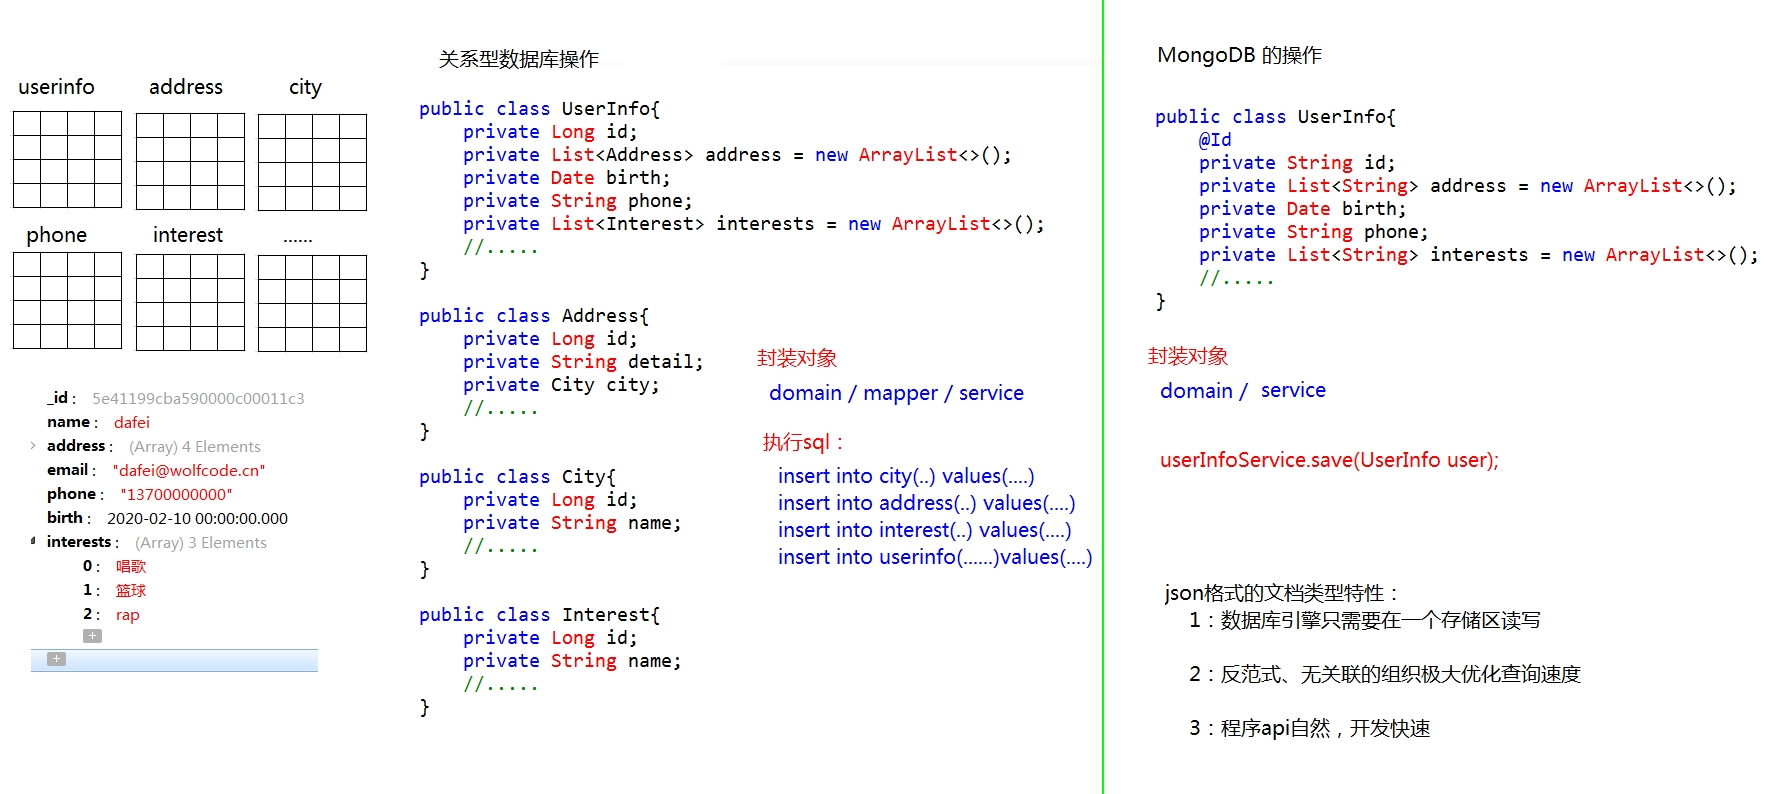 userinfo
address
city
phone
interest
......
_id : 5e41199cba590000c00011c3
name : dafei
address : (Array) 4 Elements
email : "dafei@wolfcode.cn"
phone : "13700000000"
birth : 2020-02-10 00:00:00.000
interests : (Array) 3 Elements
0 : 唱歌
1 : 篮球
2 : rap
关系型数据库操作
public class UserInfo{
private Long id;
private List<Address> address = new ArrayList<>();
private Date birth;
private String phone;
private List<Interest> interests = new ArrayList<>();
//.....
}
public class Address{
private Long id;
private String detail;
private City city;
//.....
}
public class City{
private Long id;
private String name;
//.....
}
public class Interest{
private Long id;
private String name;
//.....
}
封装对象
domain / mapper / service
执行sql：
insert into city(..) values(....)
insert into address(..) values(....)
insert into interest(..) values(....)
insert into userinfo(......)values(....)
MongoDB 的操作
public class UserInfo{
@Id
private String id;
private List<String> address = new ArrayList<>();
private Date birth;
private String phone;
private List<String> interests = new ArrayList<>();
//.....
}
封装对象
domain / service
userInfoService.save(UserInfo user);
json格式的文档类型特性：
1：数据库引擎只需要在一个存储区读写
2：反范式、无关联的组织极大优化查询速度
3：程序api自然，开发快速